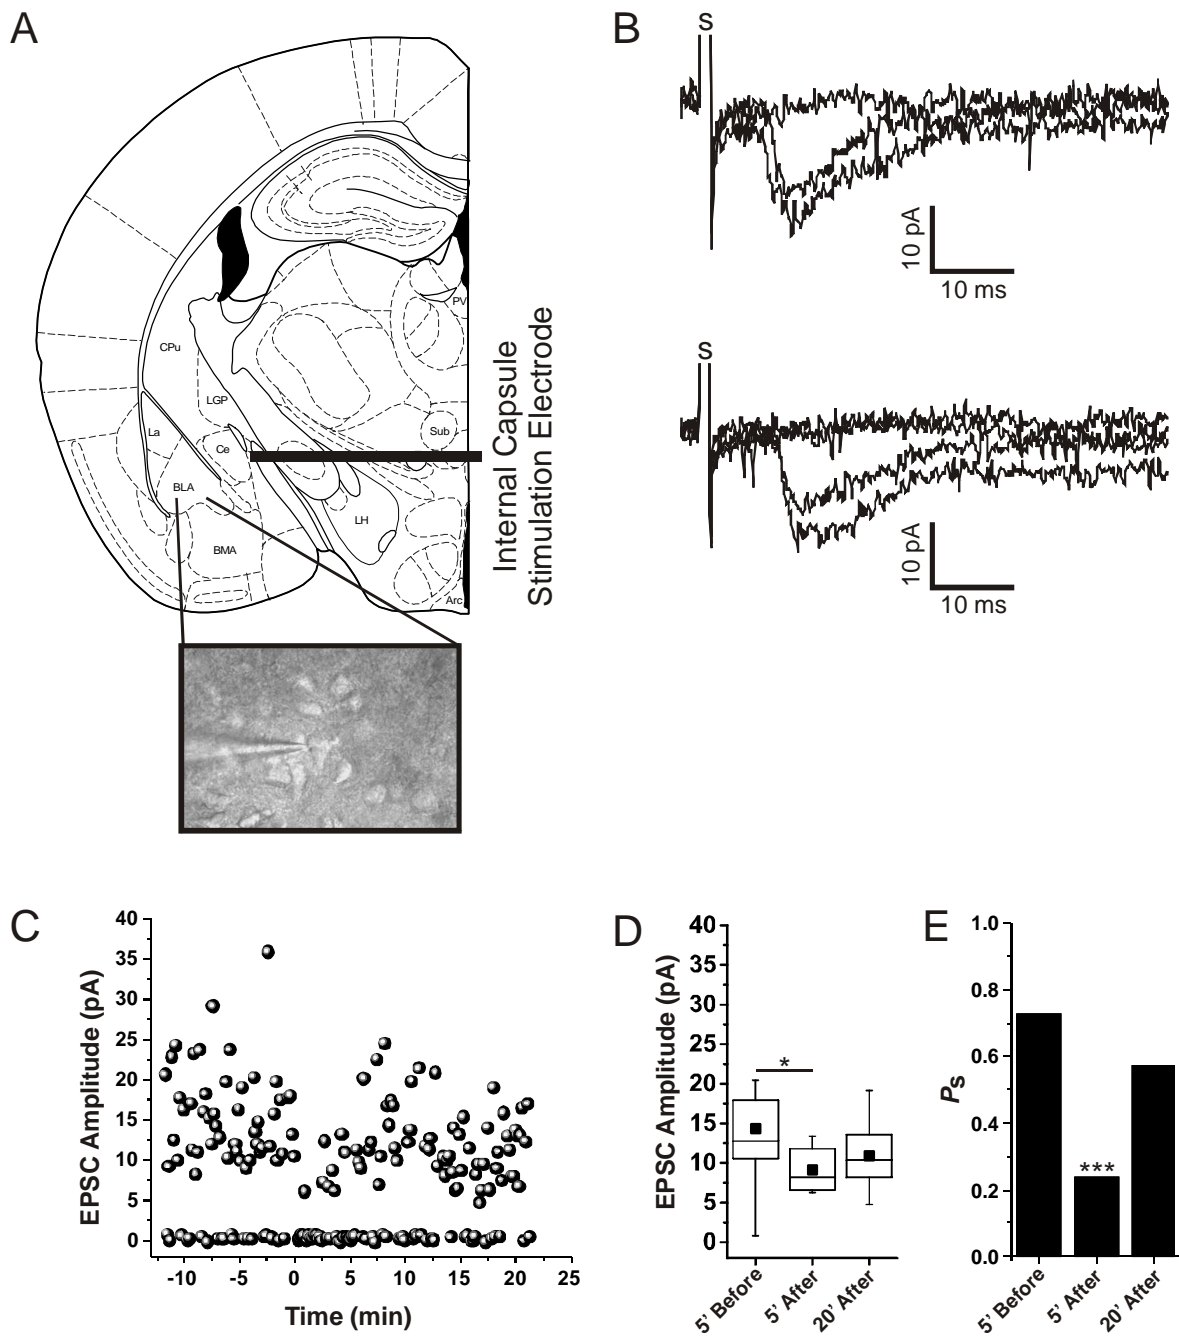 A
CPu
LGP
La
Ce
BLA
BMA
PV
Sub
LH
Arc
Internal Capsule
Stimulation Electrode
B
S
10 pA
10 ms
S
10 pA
10 ms
C
EPSC Amplitude (pA)
40
35
30
25
20
15
10
5
0
-10 -5 0 5 10 15 20 25
Time (min)
D
EPSC Amplitude (pA)
40
35
30
25
20
15
10
5
0
*
5' Before 5' After 20' After
E
Ps
1.0
0.8
0.6
0.4
0.2
0.0
***
5' Before 5' After 20' After